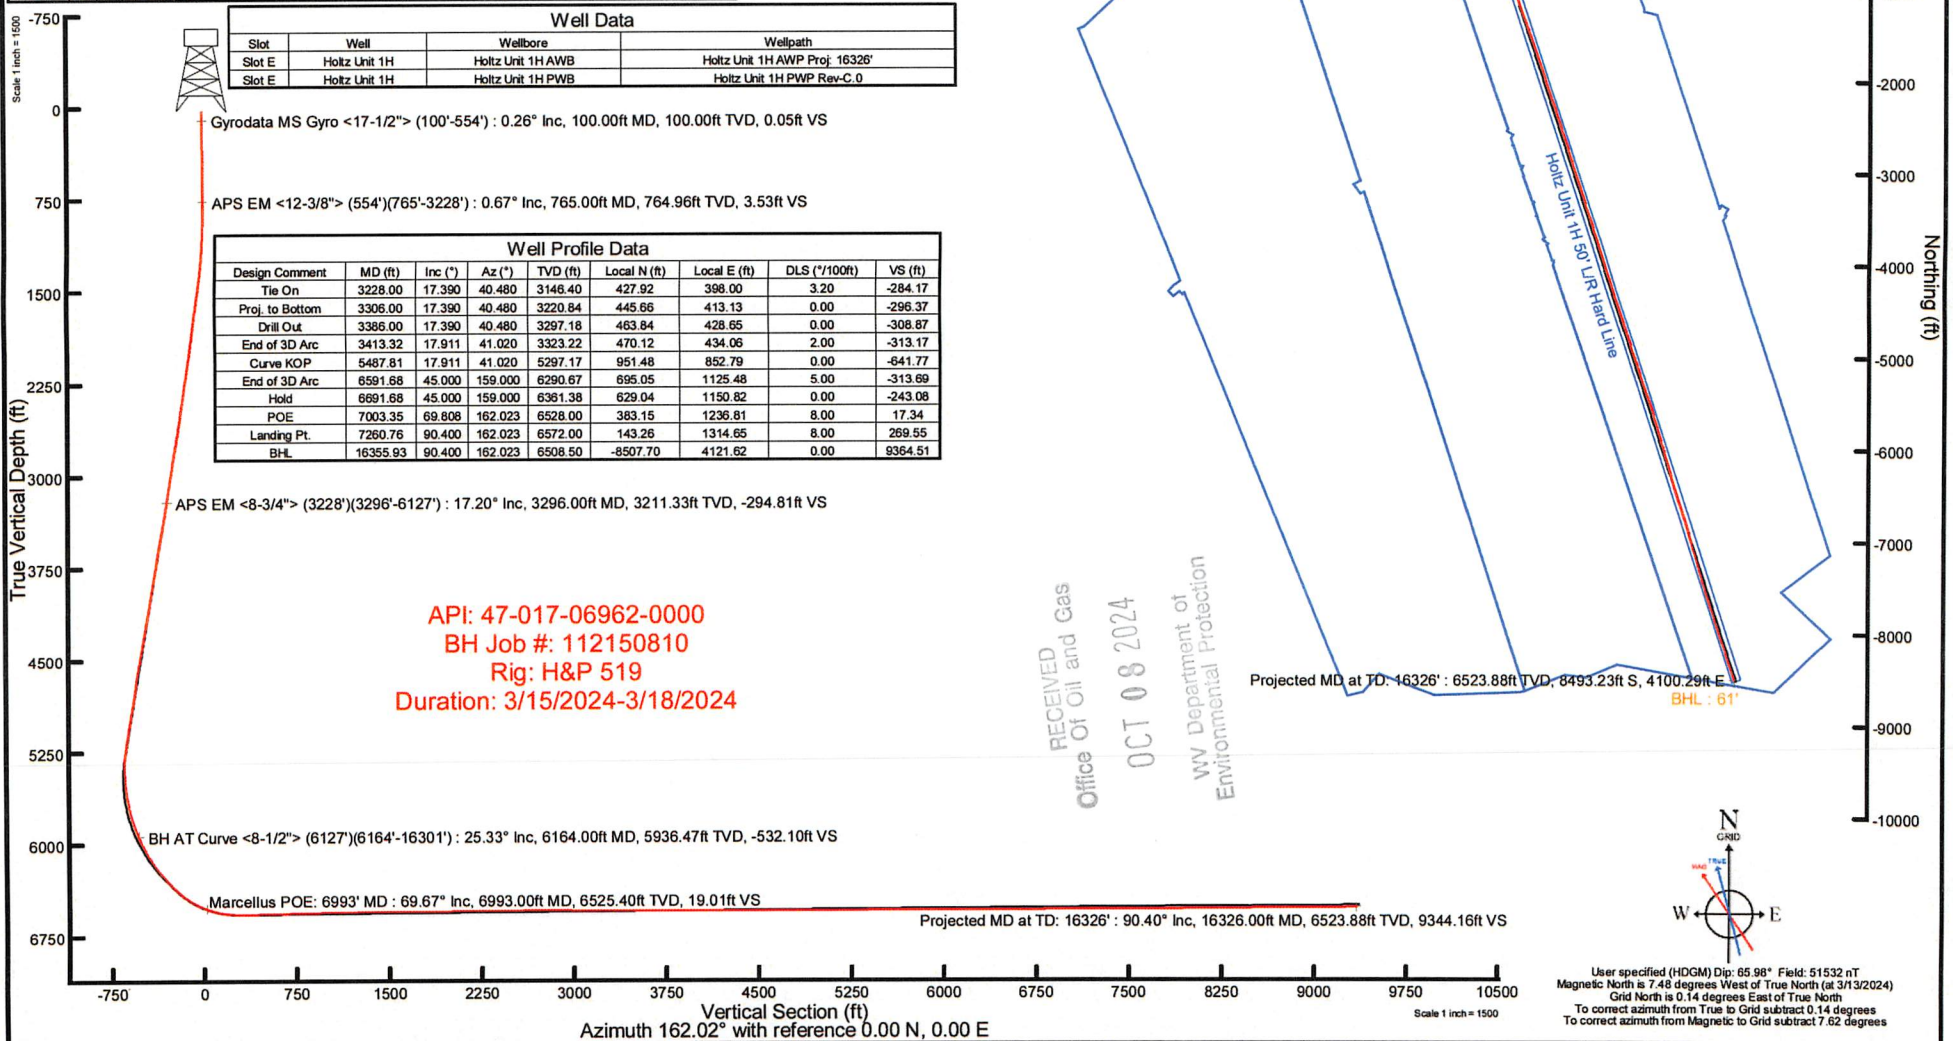 Scale 1 inch = 1500
-750
0
750
1500
2250
3000
3750
4500
5250
6000
6750
True Vertical Depth (ft)
Well Data
Slot Well Wellbore Wellpath
Slot E Holtz Unit 1H Holtz Unit 1H AWB Holtz Unit 1H AWP Proj: 16326'
Slot E Holtz Unit 1H Holtz Unit 1H PWB Holtz Unit 1H PWP Rev-C.0
Gyrodata MS Gyro <17-1/2"> (100'-554') : 0.26° Inc, 100.00ft MD, 100.00ft TVD, 0.05ft VS
APS EM <12-3/8"> (554')(765'-3228') : 0.67° Inc, 765.00ft MD, 764.96ft TVD, 3.53ft VS
Well Profile Data
Design Comment MD (ft) Inc (°) Az (°) TVD (ft) Local N (ft) Local E (ft) DLS (°/100ft) VS (ft)
Tie On 3228.00 17.390 40.480 3146.40 427.92 398.00 3.20 -284.17
Proj. to Bottom 3306.00 17.390 40.480 3220.84 445.66 413.13 0.00 -296.37
Drill Out 3386.00 17.390 40.480 3297.18 463.84 428.65 0.00 -308.87
End of 3D Arc 3413.32 17.911 41.020 3323.22 470.12 434.06 2.00 -313.17
Curve KOP 5487.81 17.911 41.020 5297.17 951.48 852.79 0.00 -641.77
End of 3D Arc 6591.68 45.000 159.000 6290.67 695.05 1125.48 5.00 -313.69
Hold 6691.68 45.000 159.000 6361.38 629.04 1150.82 0.00 -243.08
POE 7003.35 69.808 162.023 6528.00 383.15 1236.81 8.00 17.34
Landing Pt. 7260.76 90.400 162.023 6572.00 143.26 1314.65 8.00 269.55
BHL 16355.93 90.400 162.023 6508.50 -8507.70 4121.62 0.00 9364.51
APS EM <8-3/4"> (3228')(3296'-6127') : 17.20° Inc, 3296.00ft MD, 3211.33ft TVD, -294.81ft VS
API: 47-017-06962-0000
BH Job #: 112150810
Rig: H&P 519
Duration: 3/15/2024-3/18/2024
BH AT Curve <8-1/2"> (6127')(6164'-16301') : 25.33° Inc, 6164.00ft MD, 5936.47ft TVD, -532.10ft VS
Marcellus POE: 6993' MD : 69.67° Inc, 6993.00ft MD, 6525.40ft TVD, 19.01ft VS
Projected MD at TD: 16326' : 90.40° Inc, 16326.00ft MD, 6523.88ft TVD, 9344.16ft VS
-750 0 750 1500 2250 3000 3750 4500 5250 6000 6750 7500 8250 9000 9750 10500
Vertical Section (ft)
Azimuth 162.02° with reference 0.00 N, 0.00 E
Scale 1 inch = 1500
RECEIVED
Office Of Oil and Gas
OCT 08 2024
WV Department of
Environmental Protection
Holtz Unit 1H 50' L/R Hard Line
Projected MD at TD: 16326' : 6523.88ft TVD, 8493.23ft S, 4100.29ft E
BHL : 61'
-2000
-3000
-4000
-5000
-6000
-7000
-8000
-9000
-10000
Northing (ft)
N
GRID
MAG TRUE
W E
User specified (HDGM) Dip: 65.98° Field: 51532 nT
Magnetic North is 7.48 degrees West of True North (at 3/13/2024)
Grid North is 0.14 degrees East of True North
To correct azimuth from True to Grid subtract 0.14 degrees
To correct azimuth from Magnetic to Grid subtract 7.62 degrees